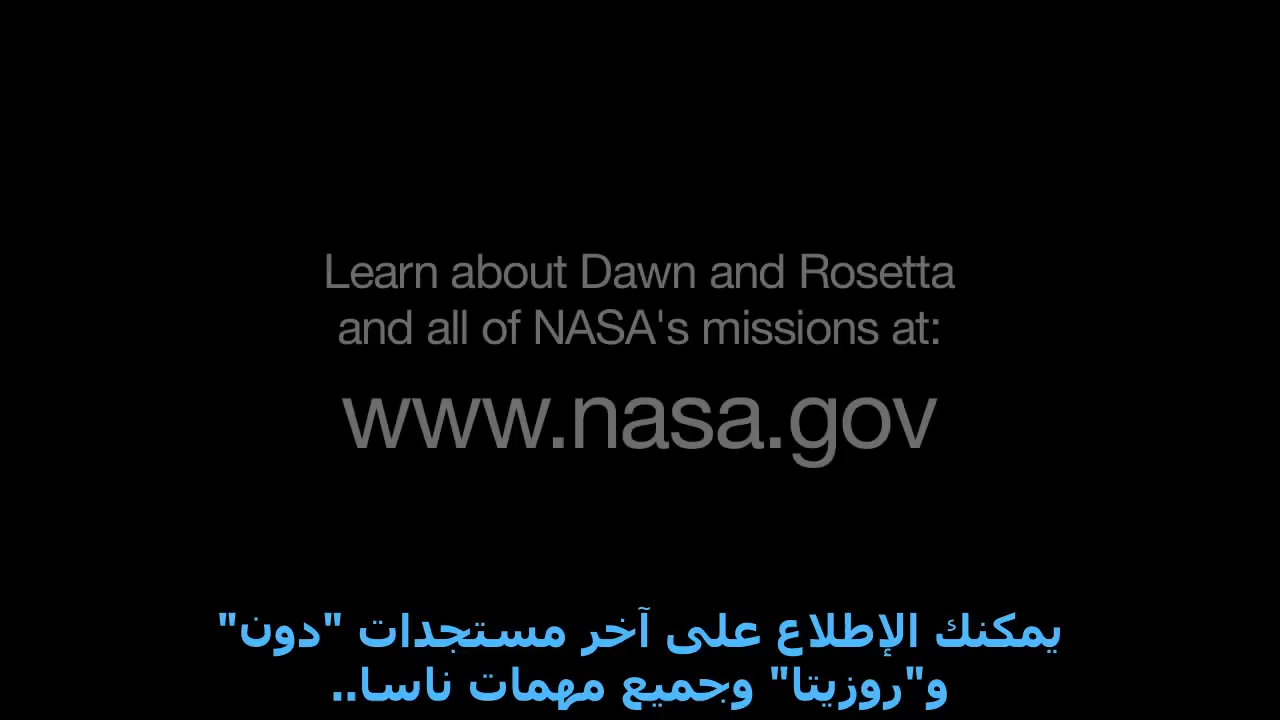 Learn about Dawn and Rosetta
and all of NASA's missions at:
www.nasa.gov
يمكنك الإطلاع على آخر مستجدات "دون"
و"روزيتا" وجميع مهمات ناسا..